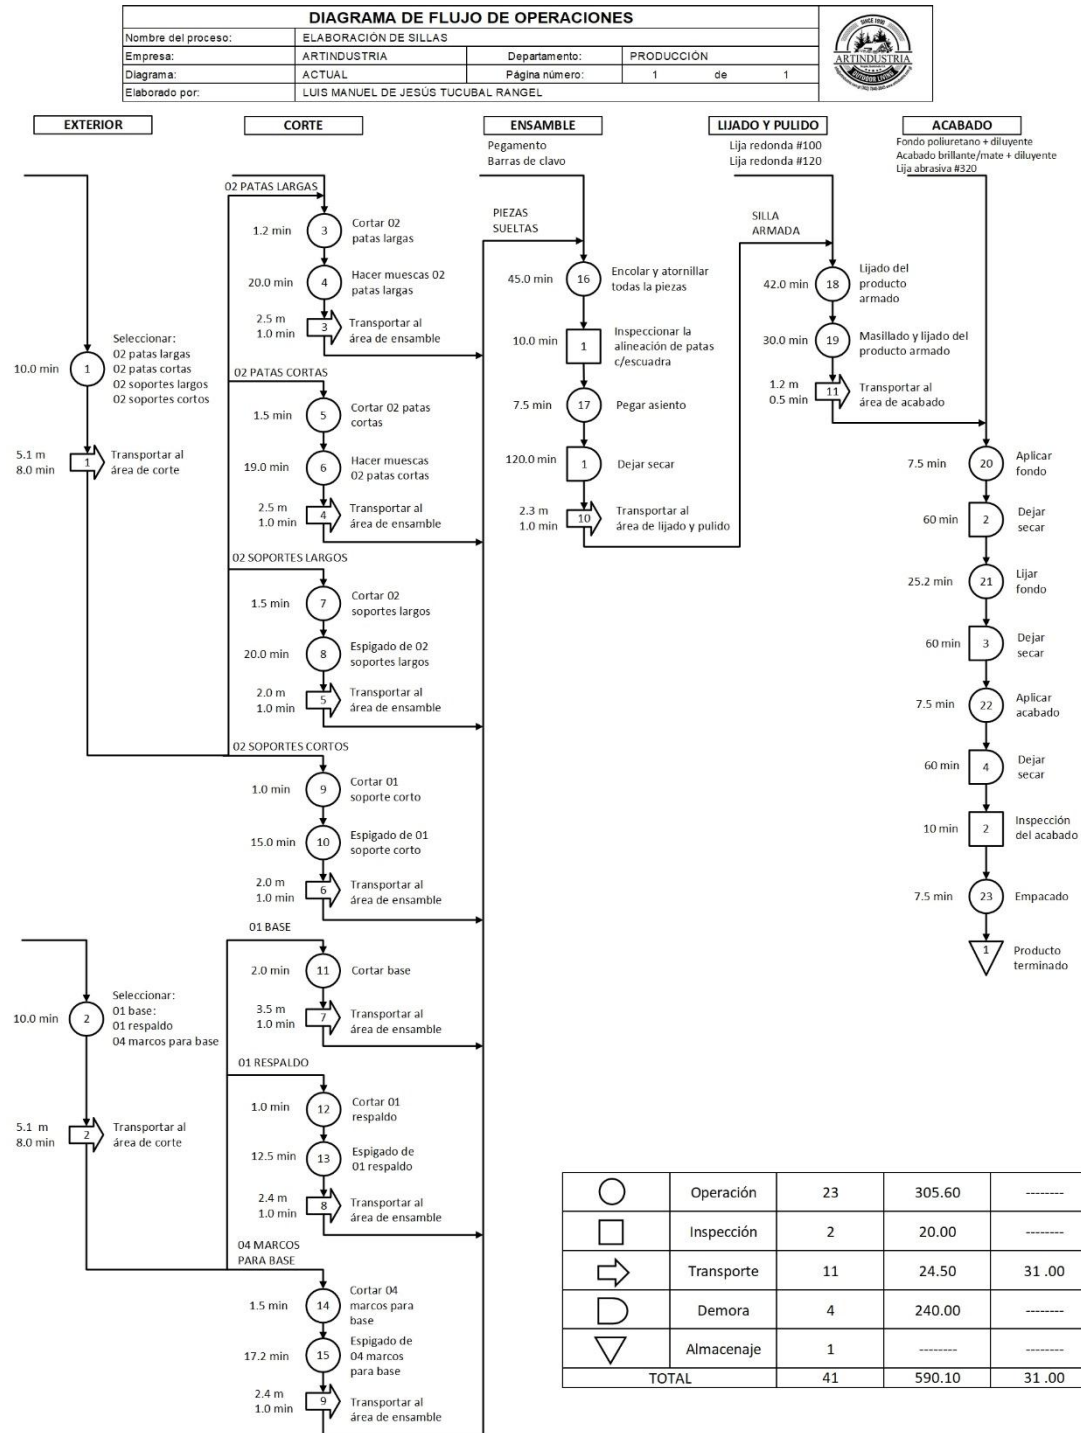 DIAGRAMA DE FLUJO DE OPERACIONES
Nombre del proceso: ELABORACIÓN DE SILLAS
Empresa: ARTINDUSTRIA Departamento: PRODUCCIÓN
Diagrama: ACTUAL Página número: 1 de 1
Elaborado por: LUIS MANUEL DE JESÚS TUCUBAL RANGEL
SINCE 1998
ARTINDUSTRIA
OUTDOOR LIVING
EXTERIOR
10.0 min
1
Seleccionar:
02 patas largas
02 patas cortas
02 soportes largos
02 soportes cortos
5.1 m
8.0 min
1
Transportar al
área de corte
10.0 min
2
Seleccionar:
01 base:
01 respaldo
04 marcos para base
5.1 m
8.0 min
2
Transportar al
área de corte
CORTE
02 PATAS LARGAS
1.2 min
3
Cortar 02
patas largas
20.0 min
4
Hacer muescas 02
patas largas
2.5 m
1.0 min
3
Transportar al
área de ensamble
02 PATAS CORTAS
1.5 min
5
Cortar 02 patas
cortas
19.0 min
6
Hacer muescas
02 patas cortas
2.5 m
1.0 min
4
Transportar al
área de ensamble
02 SOPORTES LARGOS
1.5 min
7
Cortar 02
soportes largos
20.0 min
8
Espigado de 02
soportes largos
2.0 m
1.0 min
5
Transportar al
área de ensamble
02 SOPORTES CORTOS
1.0 min
9
Cortar 01
soporte corto
15.0 min
10
Espigado de 01
soporte corto
2.0 m
1.0 min
6
Transportar al
área de ensamble
01 BASE
2.0 min
11
Cortar base
3.5 m
1.0 min
7
Transportar al
área de ensamble
01 RESPALDO
1.0 min
12
Cortar 01
respaldo
12.5 min
13
Espigado de
01 respaldo
2.4 m
1.0 min
8
Transportar al
área de ensamble
04 MARCOS
PARA BASE
1.5 min
14
Cortar 04
marcos para
base
17.2 min
15
Espigado de
04 marcos
para base
2.4 m
1.0 min
9
Transportar al
área de ensamble
ENSAMBLE
Pegamento
Barras de clavo
PIEZAS
SUELTAS
45.0 min
16
Encolar y atornillar
todas la piezas
10.0 min
1
Inspeccionar la
alineación de patas
c/escuadra
7.5 min
17
Pegar asiento
120.0 min
1
Dejar secar
2.3 m
1.0 min
10
Transportar al
área de lijado y pulido
LIJADO Y PULIDO
Lija redonda #100
Lija redonda #120
SILLA
ARMADA
42.0 min
18
Lijado del
producto
armado
30.0 min
19
Masillado y lijado del
producto armado
1.2 m
0.5 min
11
Transportar al
área de acabado
ACABADO
Fondo poliuretano + diluyente
Acabado brillante/mate + diluyente
Lija abrasiva #320
7.5 min
20
Aplicar
fondo
60 min
2
Dejar
secar
25.2 min
21
Lijar
fondo
60 min
3
Dejar
secar
7.5 min
22
Aplicar
acabado
60 min
4
Dejar
secar
10 min
2
Inspección
del acabado
7.5 min
23
Empacado
1
Producto
terminado
Operación 23 305.60 --------
Inspección 2 20.00 --------
Transporte 11 24.50 31 .00
Demora 4 240.00 --------
Almacenaje 1 -------- --------
TOTAL 41 590.10 31 .00